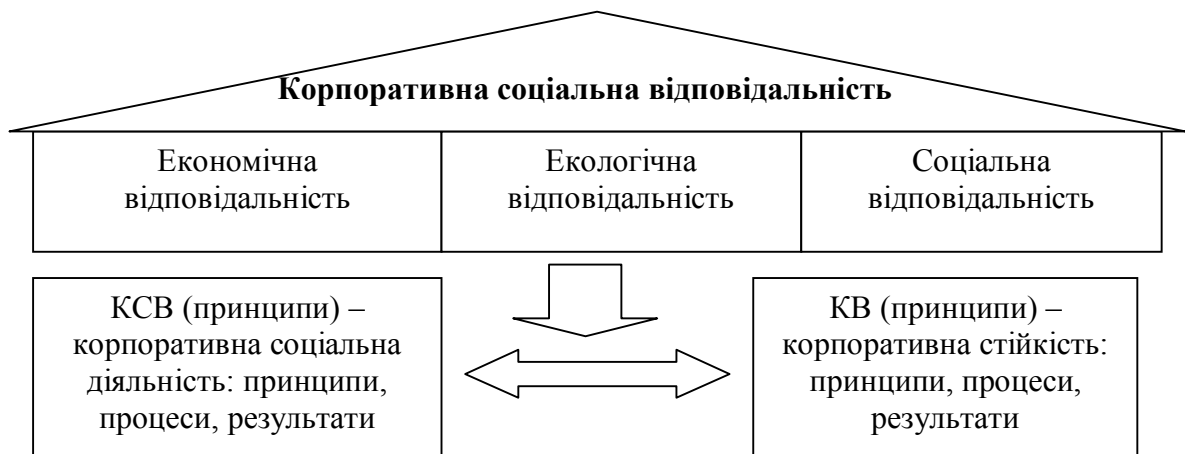 Корпоративна соціальна відповідальність
Економічна
відповідальність
Екологічна
відповідальність
Соціальна
відповідальність
КСВ (принципи) –
корпоративна соціальна
діяльність: принципи,
процеси, результати
КВ (принципи) –
корпоративна стійкість:
принципи, процеси,
результати